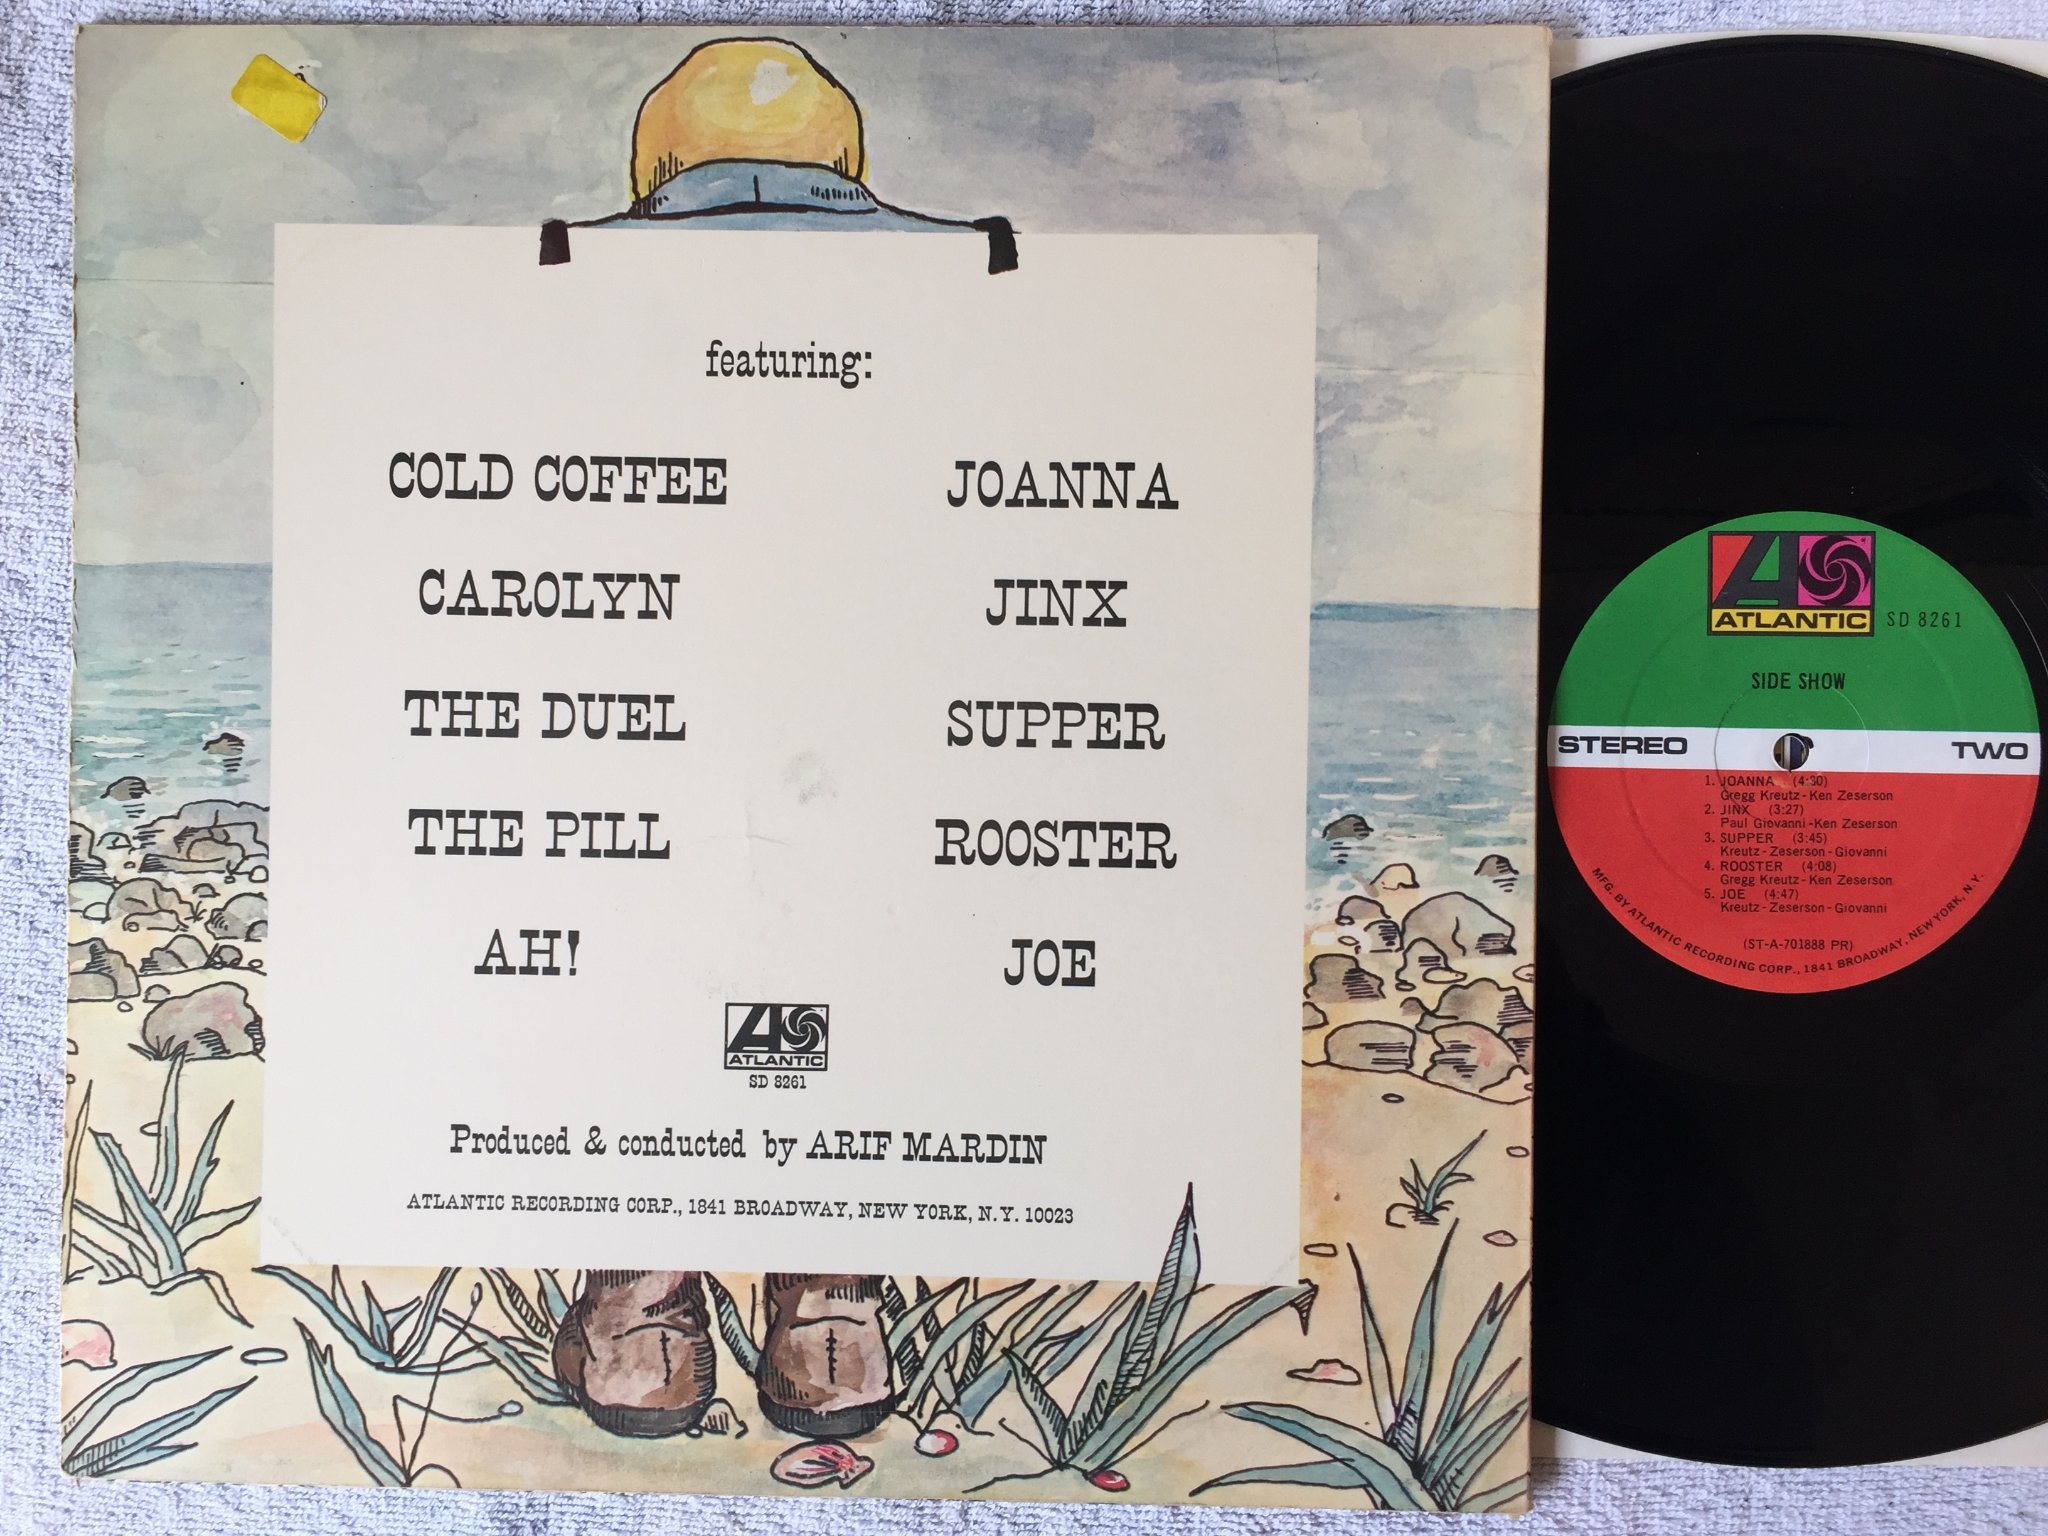 featuring:
COLD COFFEE
CAROLYN
THE DUEL
THE PILL
AH!
JOANNA
JINX
SUPPER
ROOSTER
JOE
ATLANTIC
SD 8261
Produced & conducted by ARIF MARDIN
ATLANTIC RECORDING CORP., 1841 BROADWAY, NEW YORK, N.Y. 10023
ATLANTIC
SD 8261
SIDE SHOW
STEREO
TWO
1. JOANNA (4:30)
Gregg Kreutz - Ken Zeserson
2. JINX (3:27)
Paul Giovanni - Ken Zeserson
3. SUPPER (3:45)
Kreutz - Zeserson - Giovanni
4. ROOSTER (4:08)
Gregg Kreutz - Ken Zeserson
5. JOE (4:47)
Kreutz - Zeserson - Giovanni
(ST-A-701888 PR)
MFG. BY ATLANTIC RECORDING CORP., 1841 BROADWAY, NEW YORK, N.Y.